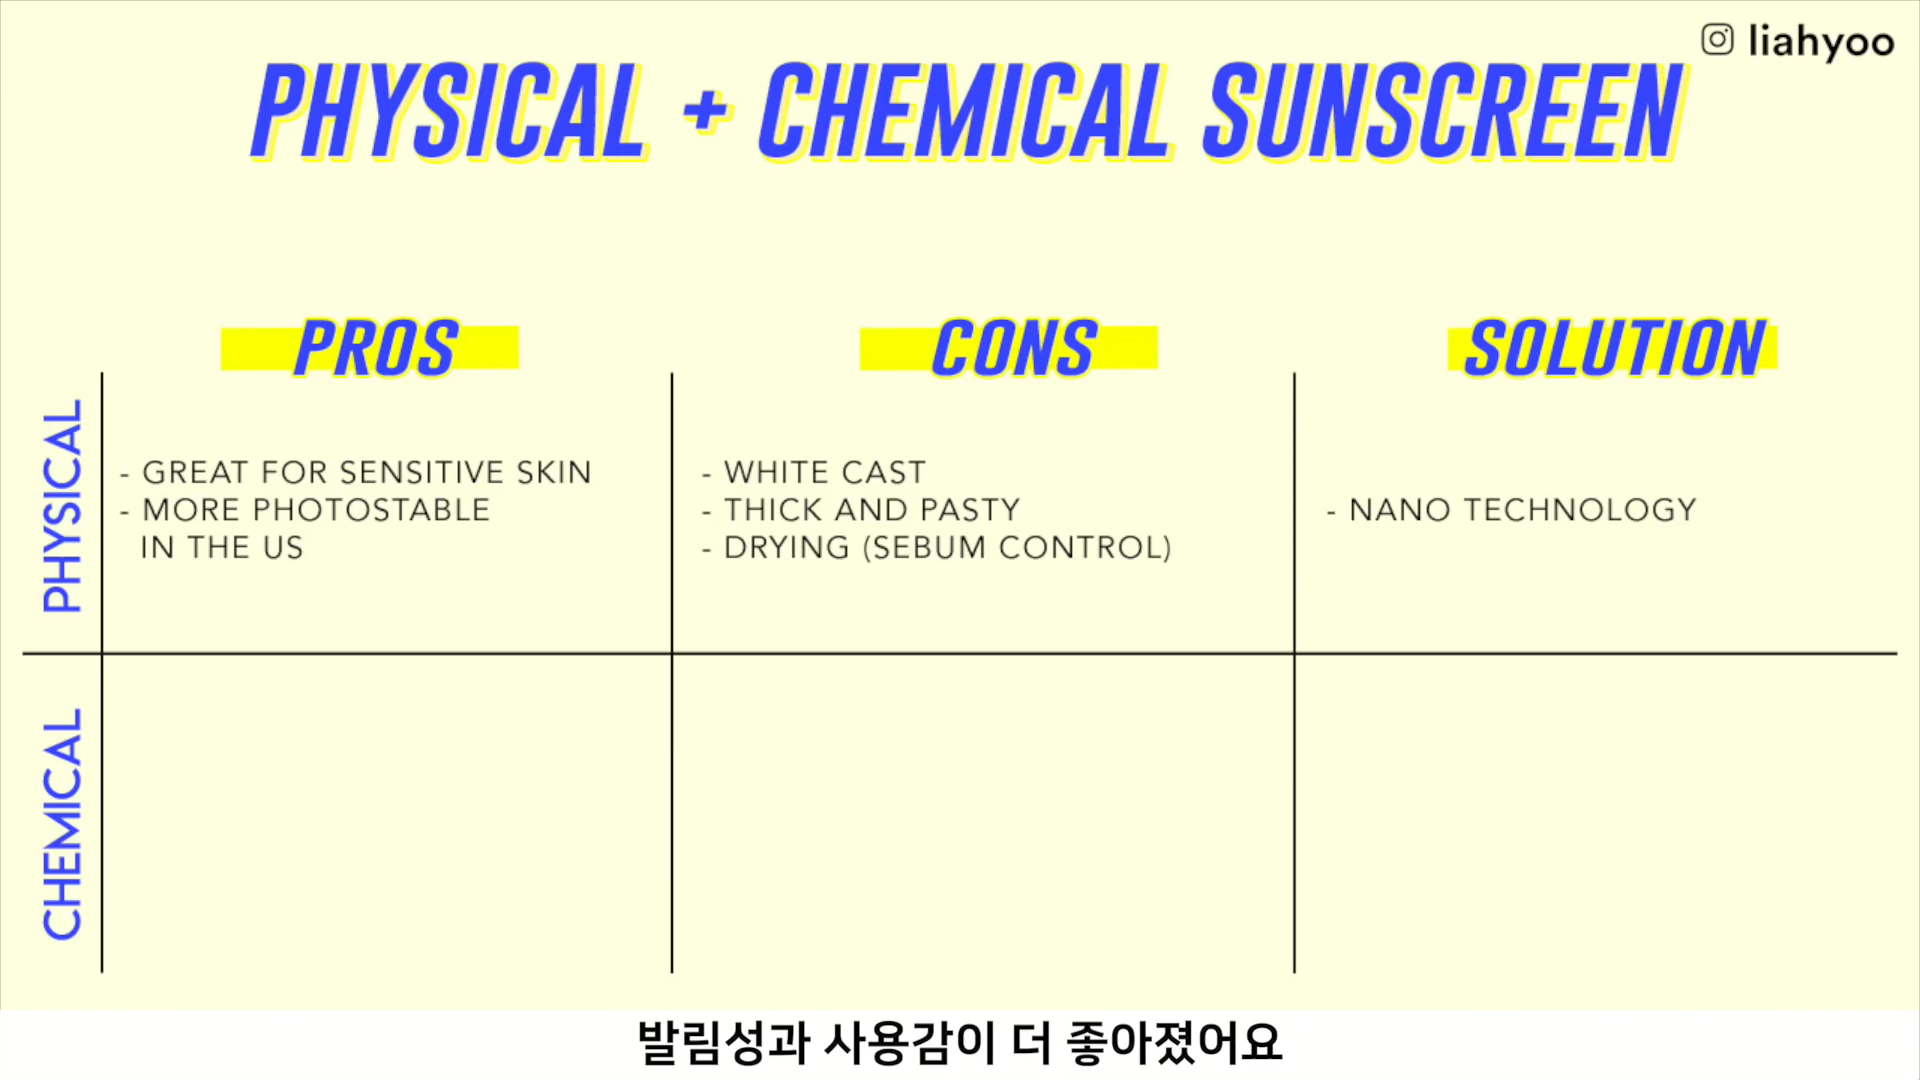 liahyoo
PHYSICAL + CHEMICAL SUNSCREEN
PROS
CONS
SOLUTION
PHYSICAL
- GREAT FOR SENSITIVE SKIN
- MORE PHOTOSTABLE
IN THE US
- WHITE CAST
- THICK AND PASTY
- DRYING (SEBUM CONTROL)
- NANO TECHNOLOGY
CHEMICAL
발림성과 사용감이 더 좋아졌어요